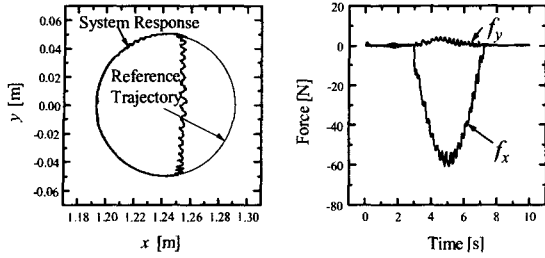 System Response
Reference
Trajectory
0.06
0.04
0.02
0.00
-0.02
-0.04
-0.06
y [m]
1.18 1.20 1.22 1.24 1.26 1.28 1.30
x [m]
f_y
f_x
20
0
-20
-40
-60
-80
Force [N]
0 2 4 6 8 10
Time [s]